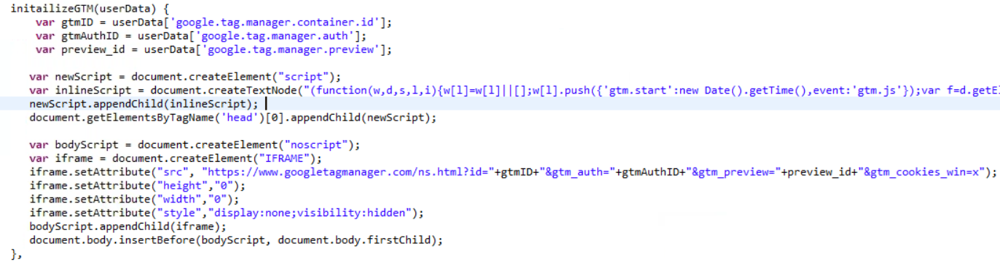 initailizeGTM(userData) {
var gtmID = userData['google.tag.manager.container.id'];
var gtmAuthID = userData['google.tag.manager.auth'];
var preview_id = userData['google.tag.manager.preview'];
var newScript = document.createElement("script");
var inlineScript = document.createTextNode("(function(w,d,s,l,i){w[l]=w[l]||[];w[l].push({'gtm.start':new Date().getTime(),event:'gtm.js'});var f=d.getEl
newScript.appendChild(inlineScript);
document.getElementsByTagName('head')[0].appendChild(newScript);
var bodyScript = document.createElement("noscript");
var iframe = document.createElement("IFRAME");
iframe.setAttribute("src", "https://www.googletagmanager.com/ns.html?id="+gtmID+"&gtm_auth="+gtmAuthID+"&gtm_preview="+preview_id+"&gtm_cookies_win=x");
iframe.setAttribute("height","0");
iframe.setAttribute("width","0");
iframe.setAttribute("style","display:none;visibility:hidden");
bodyScript.appendChild(iframe);
document.body.insertBefore(bodyScript, document.body.firstChild);
},